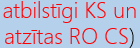 atbilstīgi KS un
atzītas RO CS)